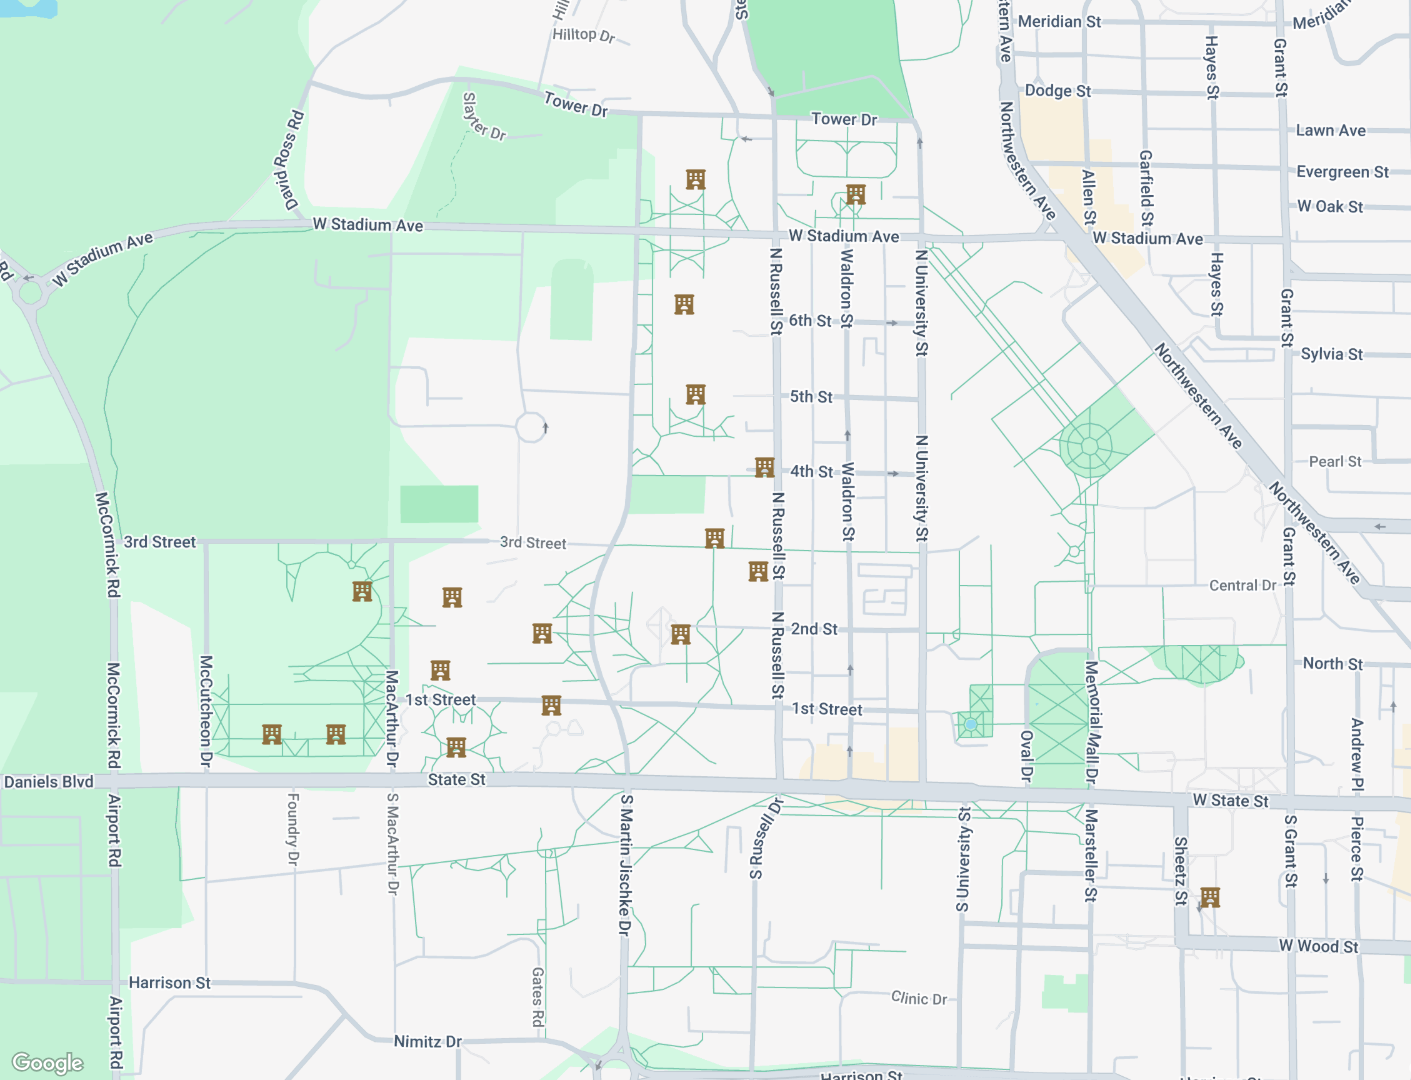 Meridian St
Meridian
Hilltop Dr
Grant St
Hayes St
Dodge St
Tower Dr
Tower Dr
Slayter Dr
Northwestern Ave
Lawn Ave
David Ross Rd
Evergreen St
Garfield St
Allen St
W Oak St
W Stadium Ave
W Stadium Ave
W Stadium Ave
W Stadium Ave
N Russell St
Waldron St
N University St
Hayes St
Grant St
6th St
Sylvia St
Northwestern Ave
5th St
4th St
Waldron St
N University St
Pearl St
McCormick Rd
N Russell St
Northwestern Ave
3rd Street
3rd Street
Grant St
Central Dr
2nd St
N Russell St
North St
McCutcheon Dr
McCormick Rd
MacArthur Dr
Memorial Mall Dr
1st Street
1st Street
Oval Dr
Andrew Pl
Daniels Blvd
State St
W State St
Airport Rd
Foundry Dr
S MacArthur Dr
S Martin Jischke Dr
S Russell Dr
S University St
Marsteller St
Sheetz St
S Grant St
Pierce St
W Wood St
Harrison St
Gates Rd
Clinic Dr
Airport Rd
Nimitz Dr
Google
Harrison St